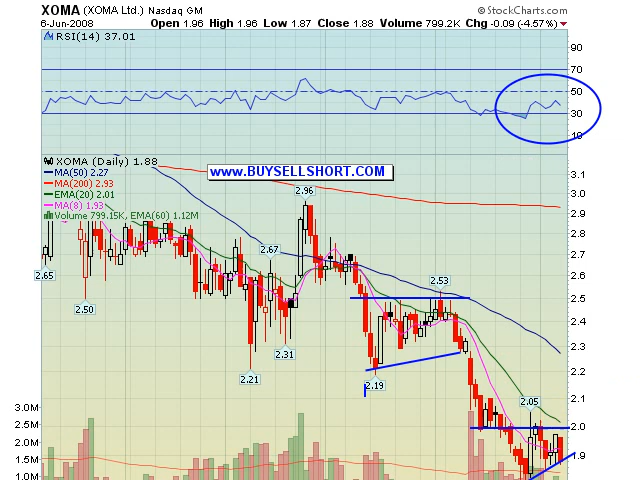 XOMA (XOMA Ltd.) Nasdaq GM
© StockCharts.com
6-Jun-2008
Open 1.96 High 1.96 Low 1.87 Close 1.88 Volume 799.2K Chg -0.09 (-4.57%)
RSI(14) 37.01
90
70
50
30
10
XOMA (Daily) 1.88
MA(50) 2.27
MA(200) 2.93
EMA(20) 2.01
MA(8) 1.93
Volume 799.15K, EMA(60) 1.12M
WWW.BUYSELLSHORT.COM
2.96
2.67
2.65
2.50
2.53
2.31
2.21
2.19
2.05
3.1
3.0
2.9
2.8
2.7
2.6
2.5
2.4
2.3
2.2
2.1
2.0
1.9
3.0M
2.5M
2.0M
1.5M
1.0M